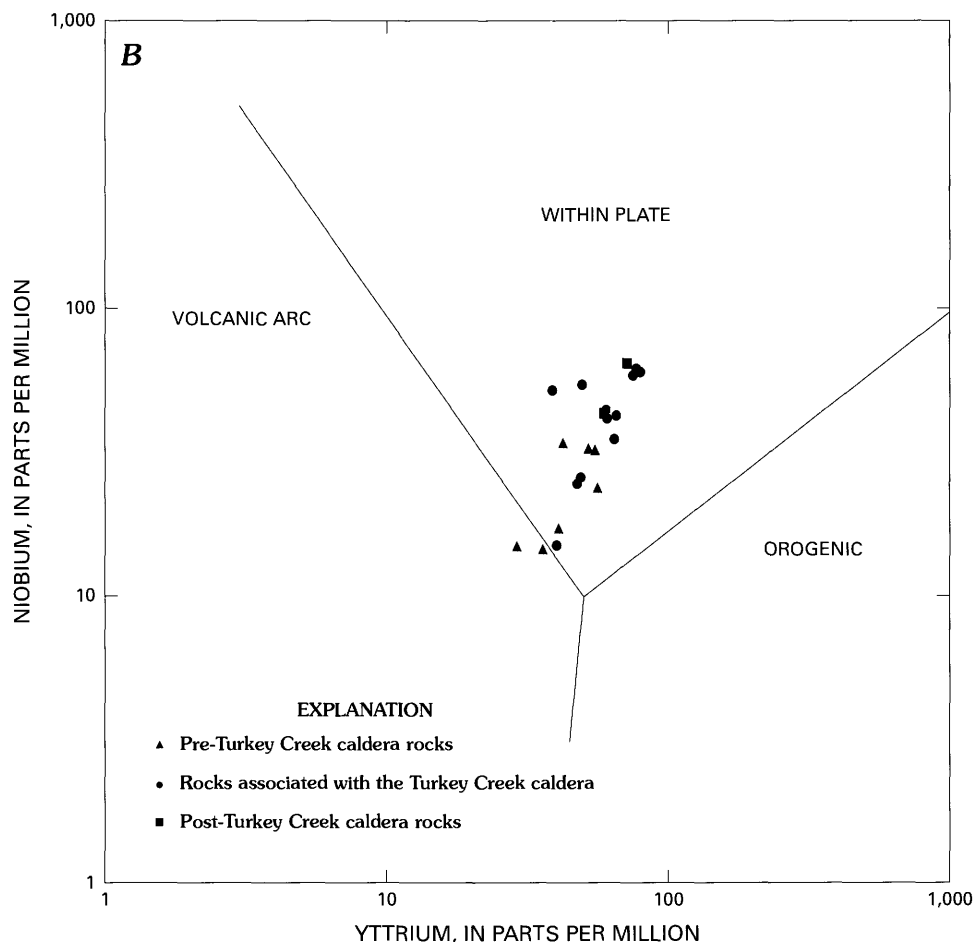 1,000
B
WITHIN PLATE
NIOBIUM, IN PARTS PER MILLION
100
VOLCANIC ARC
OROGENIC
10
EXPLANATION
Pre-Turkey Creek caldera rocks
Rocks associated with the Turkey Creek caldera
Post-Turkey Creek caldera rocks
1
1
10
100
1,000
YTTRIUM, IN PARTS PER MILLION